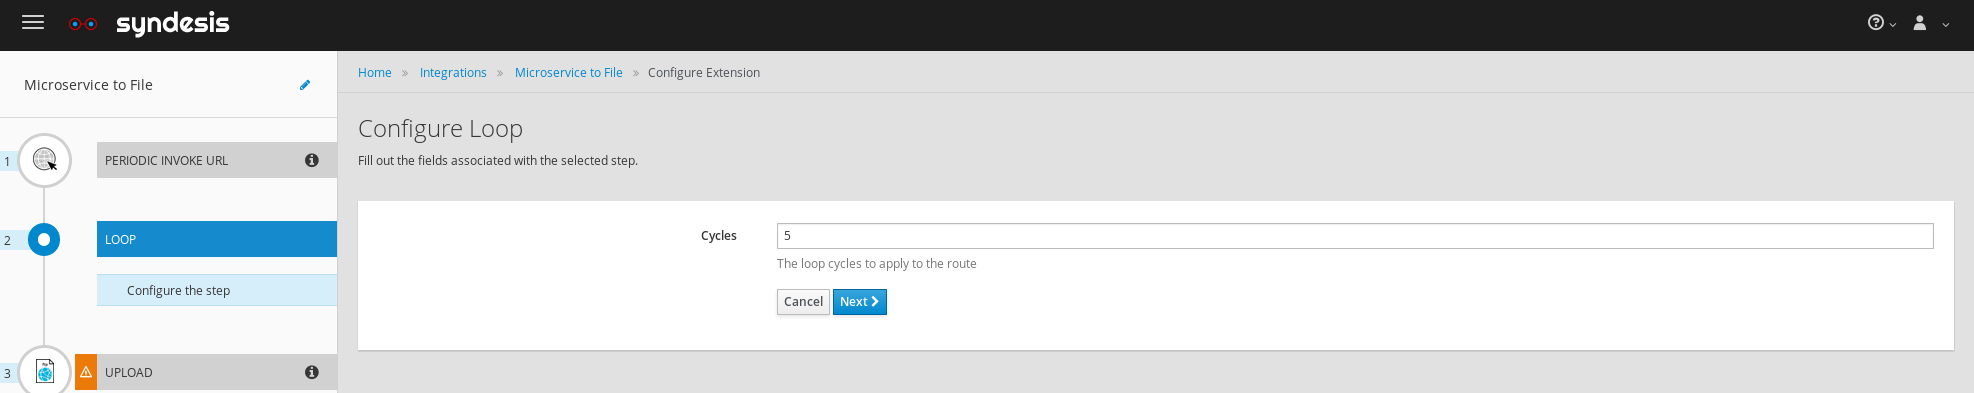 syndesis
Microservice to File
Home » Integrations » Microservice to File » Configure Extension
Configure Loop
Fill out the fields associated with the selected step.
1 PERIODIC INVOKE URL
2 LOOP
Configure the step
3 UPLOAD
Cycles 5
The loop cycles to apply to the route
Cancel Next